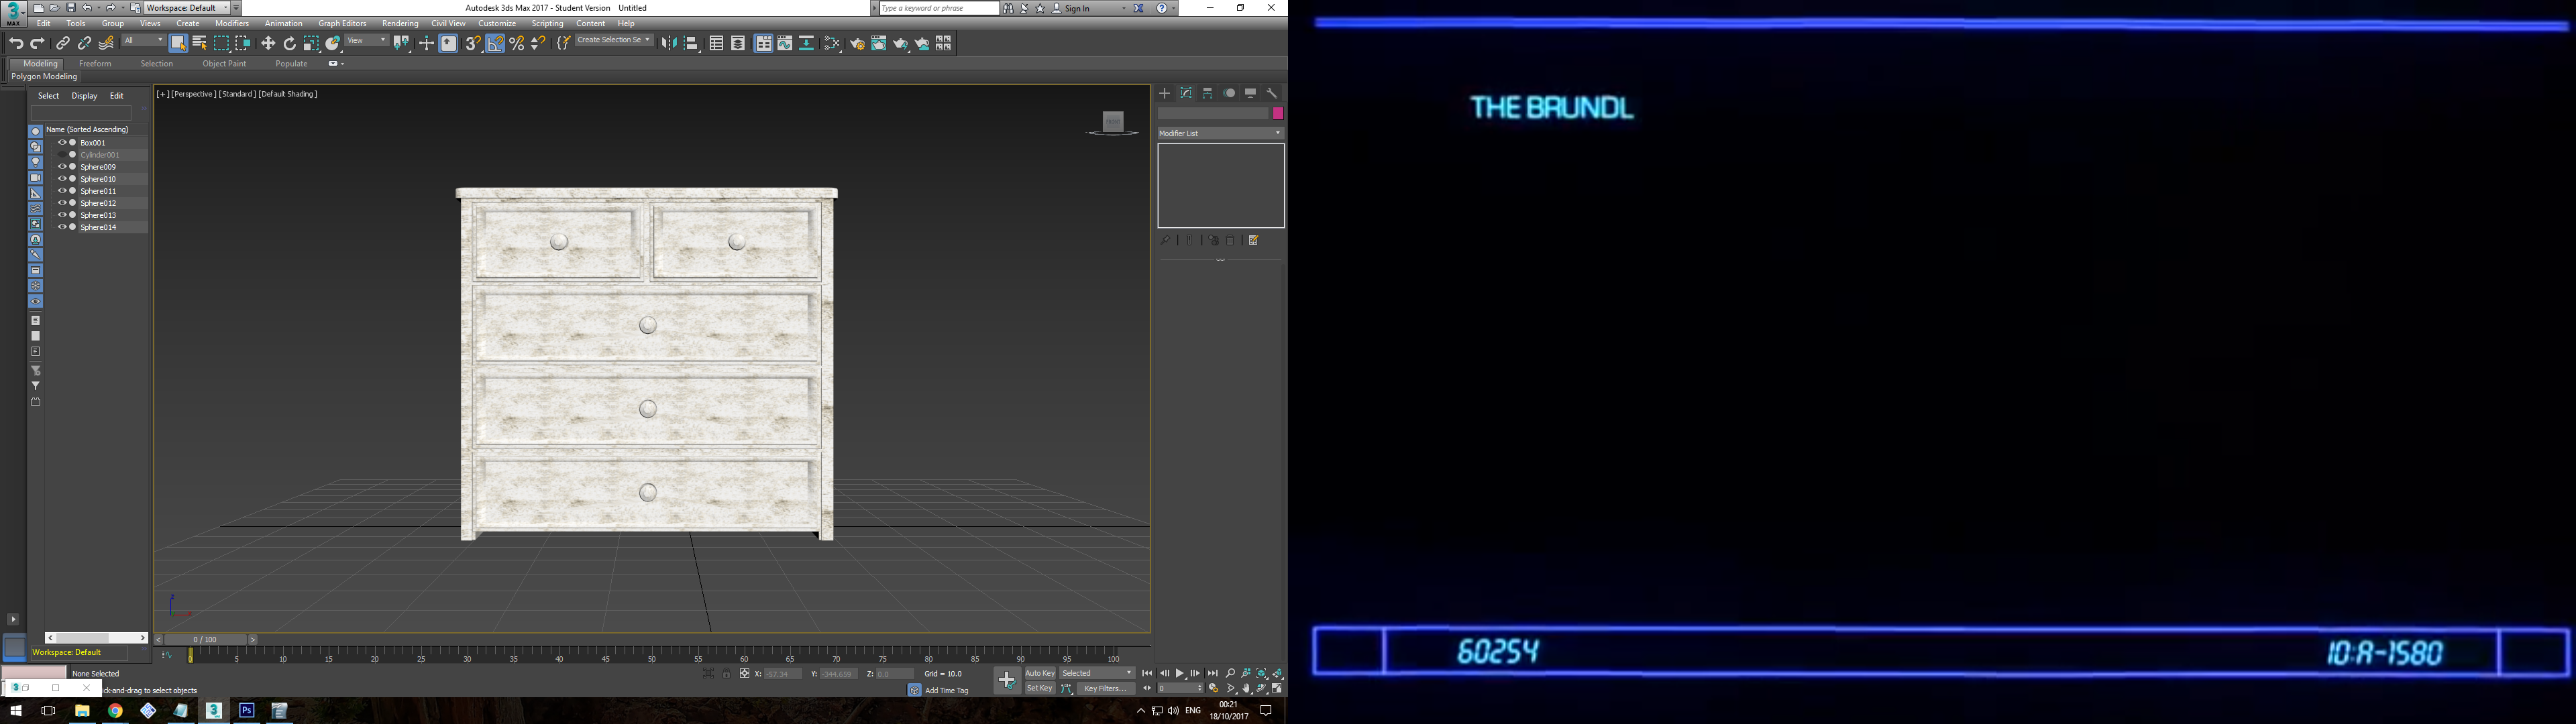 Workspace: Default
Autodesk 3ds Max 2017 - Student Version    Untitled
Type a keyword or phrase
Sign In
MAX
Edit Tools Group Views Create Modifiers Animation Graph Editors Rendering Civil View Customize Scripting Content Help
All
View
Create Selection Se
Modeling Freeform Selection Object Paint Populate
Polygon Modeling
Select Display Edit
[+] [Perspective ] [Standard ] [Default Shading ]
Name (Sorted Ascending)
Box001
Cylinder001
Sphere009
Sphere010
Sphere011
Sphere012
Sphere013
Sphere014
Modifier List
0 / 100
Workspace: Default
0 5 10 15 20 25 30 35 40 45 50 55 60 65 70 75 80 85 90 95 100
None Selected
X: -57.34 Y: -344.659 Z: 0.0 Grid = 10.0
Auto Key Selected
ick-and-drag to select objects
Add Time Tag
Set Key Key Filters... 0
ENG
00:21
18/10/2017
THE BRUNDL
60254
10:A-1580